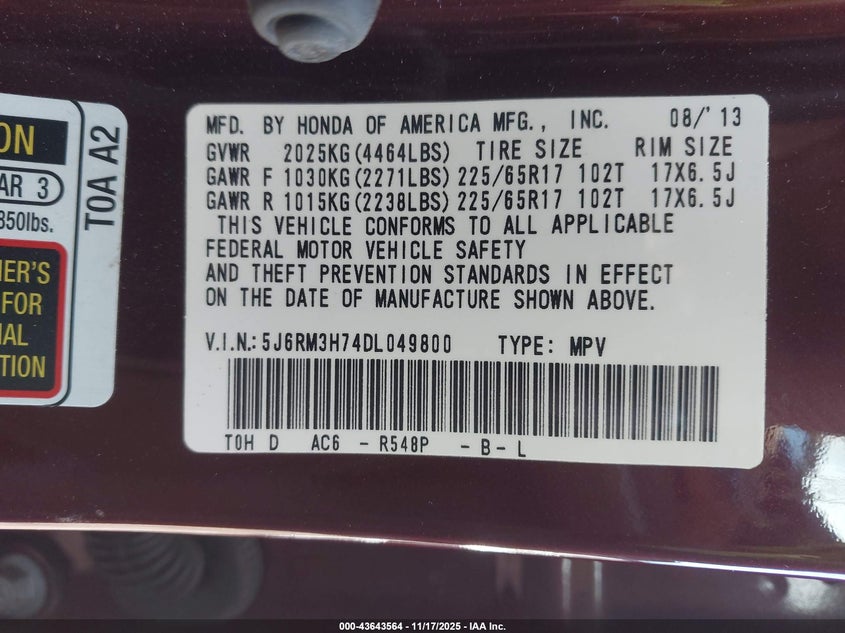 ON
AR 3
350lbs.
ER'S
FOR
AL
TION
T0A A2
MFD. BY HONDA OF AMERICA MFG., INC. 08/'13
GVWR 2025KG(4464LBS) TIRE SIZE RIM SIZE
GAWR F 1030KG(2271LBS) 225/65R17 102T 17X6.5J
GAWR R 1015KG(2238LBS) 225/65R17 102T 17X6.5J
THIS VEHICLE CONFORMS TO ALL APPLICABLE
FEDERAL MOTOR VEHICLE SAFETY
AND THEFT PREVENTION STANDARDS IN EFFECT
ON THE DATE OF MANUFACTURE SHOWN ABOVE.
V.I.N.: 5J6RM3H74DL049800 TYPE: MPV
T0H D AC6 - R548P - B- L
000-43643564 - 11/17/2025 - IAA Inc.